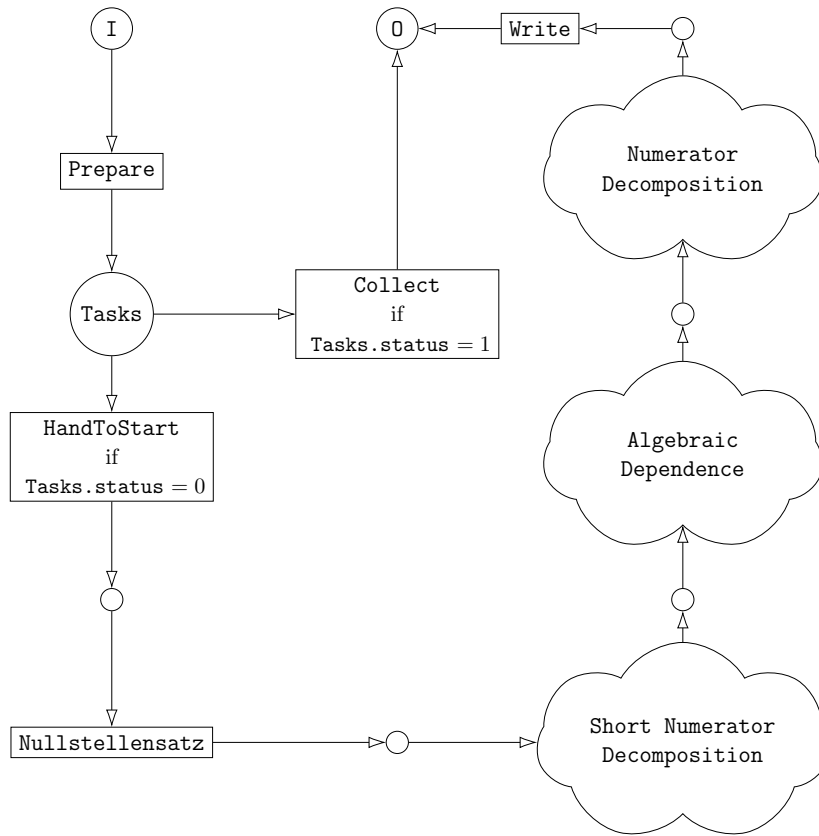 I
O
Write
Numerator
Decomposition
Prepare
Tasks
Collect
if
Tasks.status = 1
HandToStart
if
Tasks.status = 0
Algebraic
Dependence
Nullstellensatz
Short Numerator
Decomposition